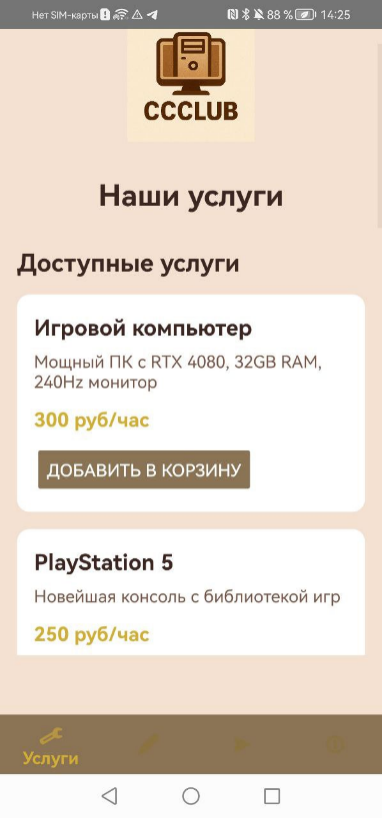 Нет SIM-карты 88 % 14:25
CCCLUB
Наши услуги
Доступные услуги
Игровой компьютер
Мощный ПК с RTX 4080, 32GB RAM,
240Hz монитор
300 руб/час
ДОБАВИТЬ В КОРЗИНУ
PlayStation 5
Новейшая консоль с библиотекой игр
250 руб/час
Услуги